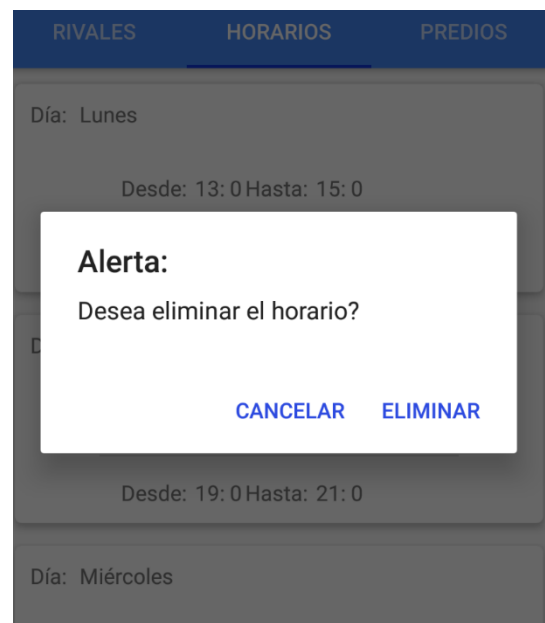 RIVALES HORARIOS PREDIOS
Día: Lunes
Desde: 13: 0 Hasta: 15: 0
Alerta:
Desea eliminar el horario?
CANCELAR ELIMINAR
Desde: 19: 0 Hasta: 21: 0
Día: Miércoles